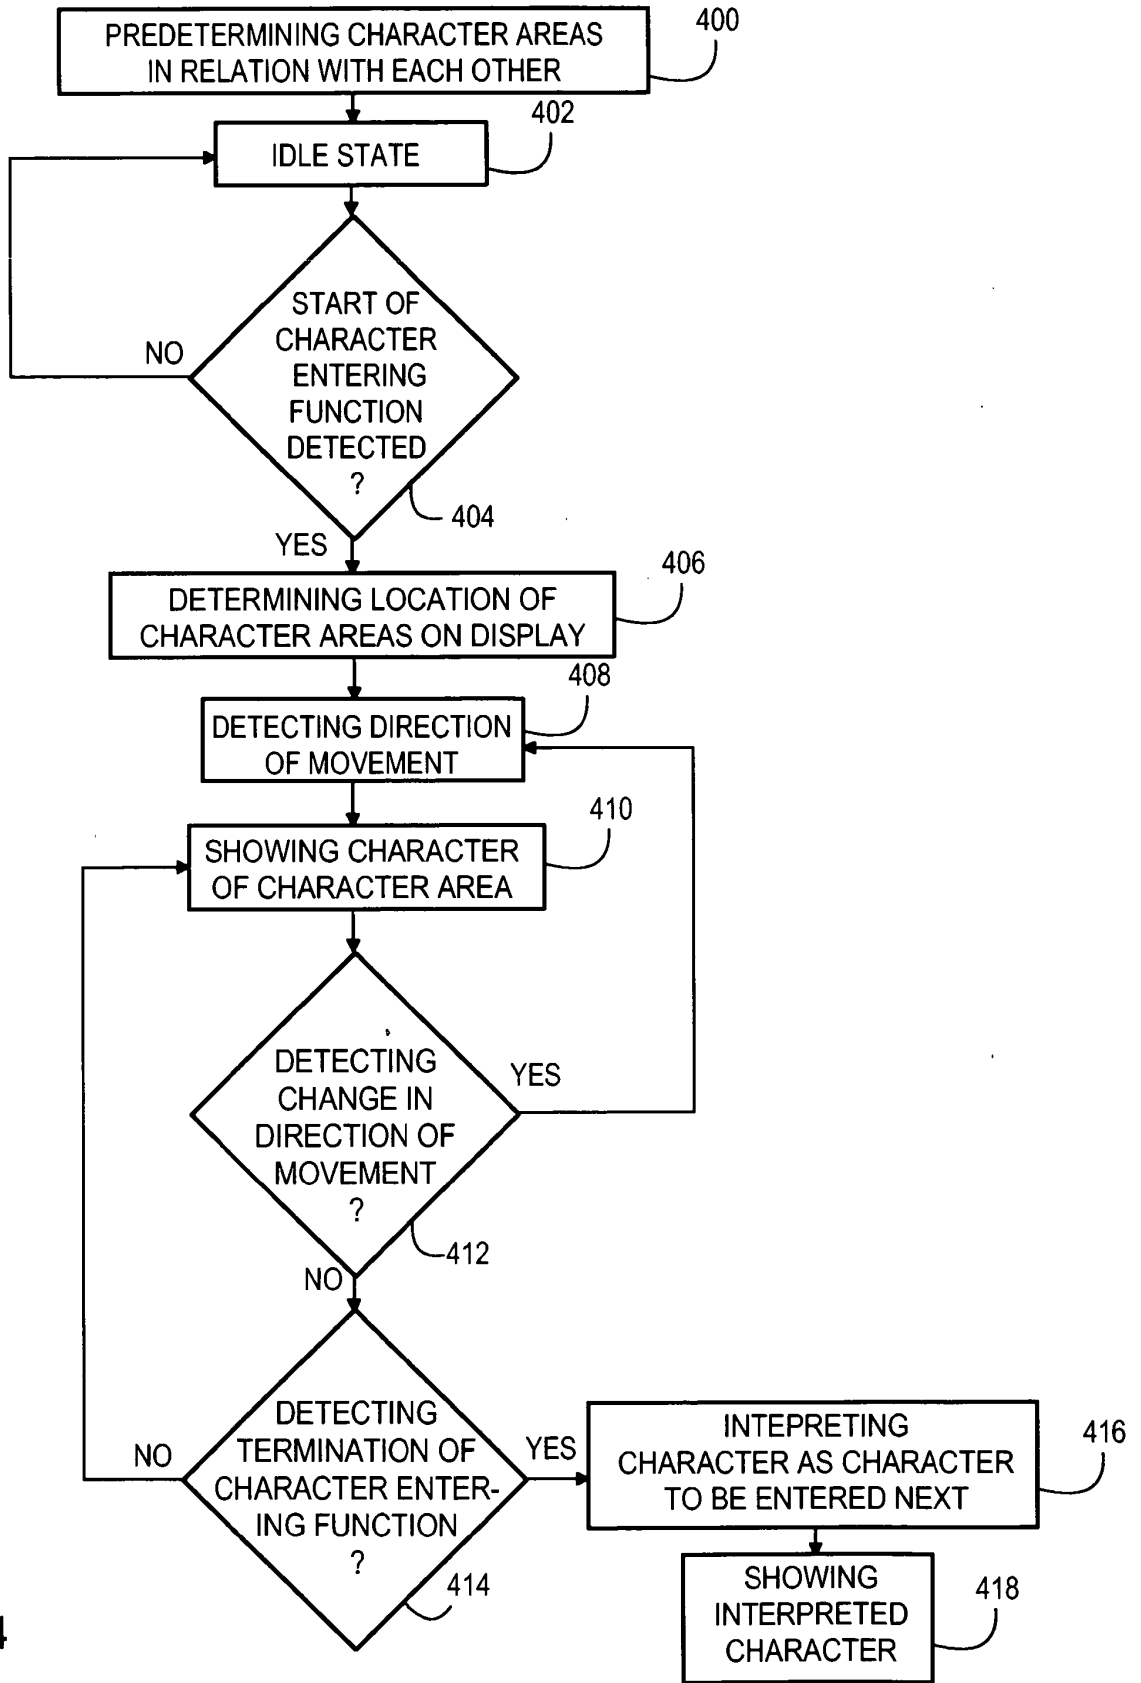 PREDETERMINING CHARACTER AREAS
IN RELATION WITH EACH OTHER
400
402
IDLE STATE
START OF
CHARACTER
ENTERING
FUNCTION
DETECTED
?
NO
404
YES
406
DETERMINING LOCATION OF
CHARACTER AREAS ON DISPLAY
408
DETECTING DIRECTION
OF MOVEMENT
410
SHOWING CHARACTER
OF CHARACTER AREA
DETECTING
CHANGE IN
DIRECTION OF
MOVEMENT
?
YES
412
NO
DETECTING
TERMINATION OF
CHARACTER ENTER-
ING FUNCTION
?
NO
YES
414
INTEPRETING
CHARACTER AS CHARACTER
TO BE ENTERED NEXT
416
SHOWING
INTERPRETED
CHARACTER
418
4